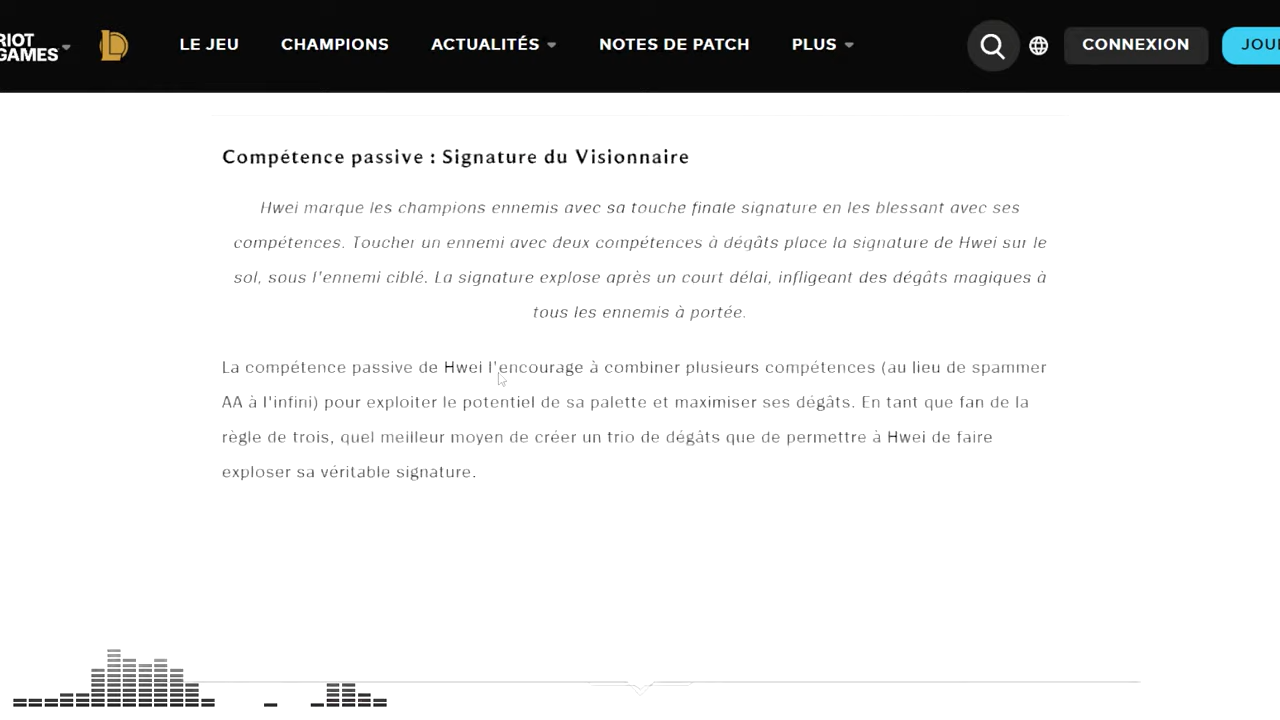 RIOT GAMES
LE JEU
CHAMPIONS
ACTUALITÉS
NOTES DE PATCH
PLUS
CONNEXION
JOU
Compétence passive : Signature du Visionnaire
Hwei marque les champions ennemis avec sa touche finale signature en les blessant avec ses
compétences. Toucher un ennemi avec deux compétences à dégâts place la signature de Hwei sur le
sol, sous l'ennemi ciblé. La signature explose après un court délai, infligeant des dégâts magiques à
tous les ennemis à portée.
La compétence passive de Hwei l'encourage à combiner plusieurs compétences (au lieu de spammer
AA à l'infini) pour exploiter le potentiel de sa palette et maximiser ses dégâts. En tant que fan de la
règle de trois, quel meilleur moyen de créer un trio de dégâts que de permettre à Hwei de faire
exploser sa véritable signature.